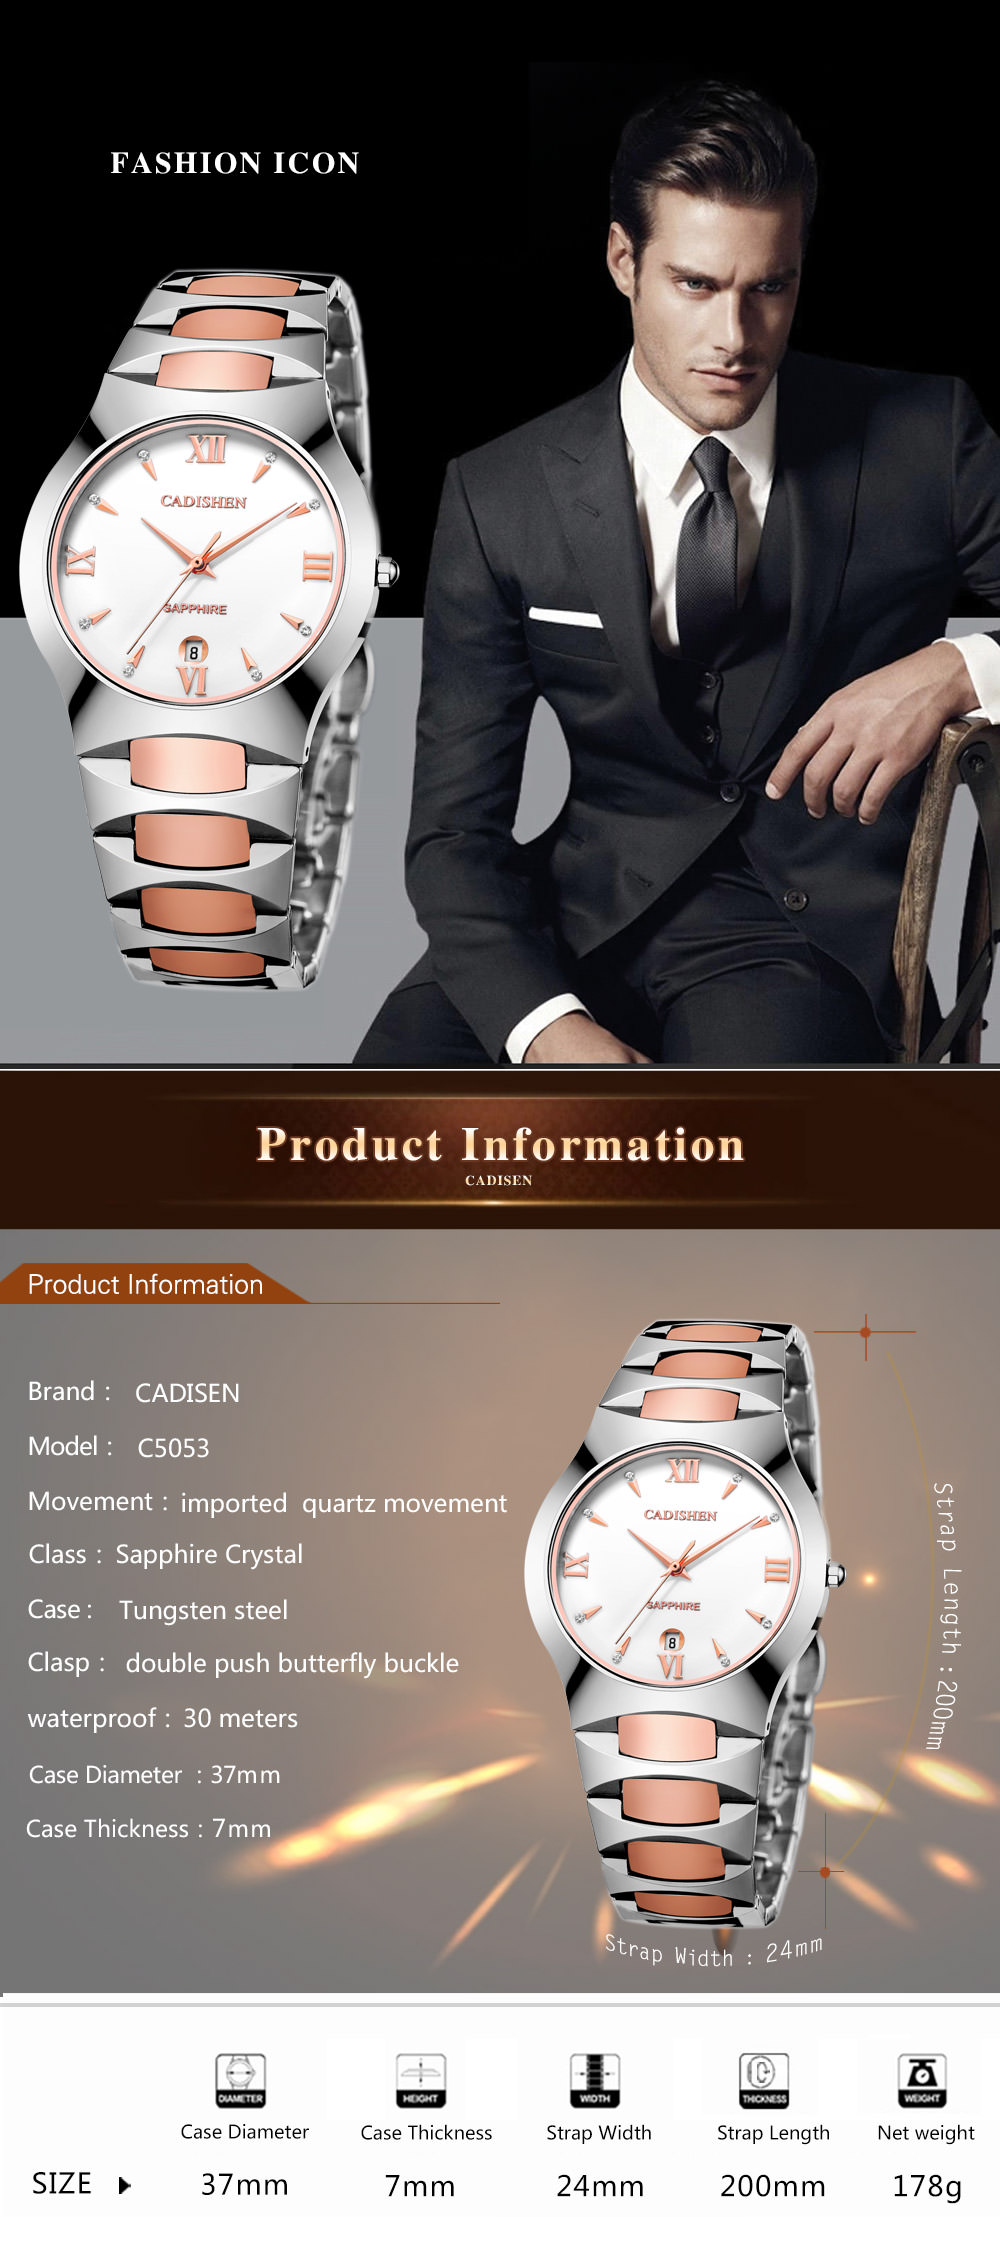 FASHION ICON
XII
CADISHEN
IX
III
SAPPHIRE
8
VI
Product Information
CADISEN
Product Information
Brand : CADISEN
Model : C5053
Movement : imported quartz movement
Class : Sapphire Crystal
Case : Tungsten steel
Clasp : double push butterfly buckle
waterproof : 30 meters
Case Diameter : 37mm
Case Thickness : 7mm
XII
CADISHEN
IX
III
SAPPHIRE
8
VI
Strap Length : 200mm
Strap Width : 24mm
DIAMETER HEIGHT WIDTH THICKNESS WEIGHT
Case Diameter Case Thickness Strap Width Strap Length Net weight
SIZE 37mm 7mm 24mm 200mm 178g